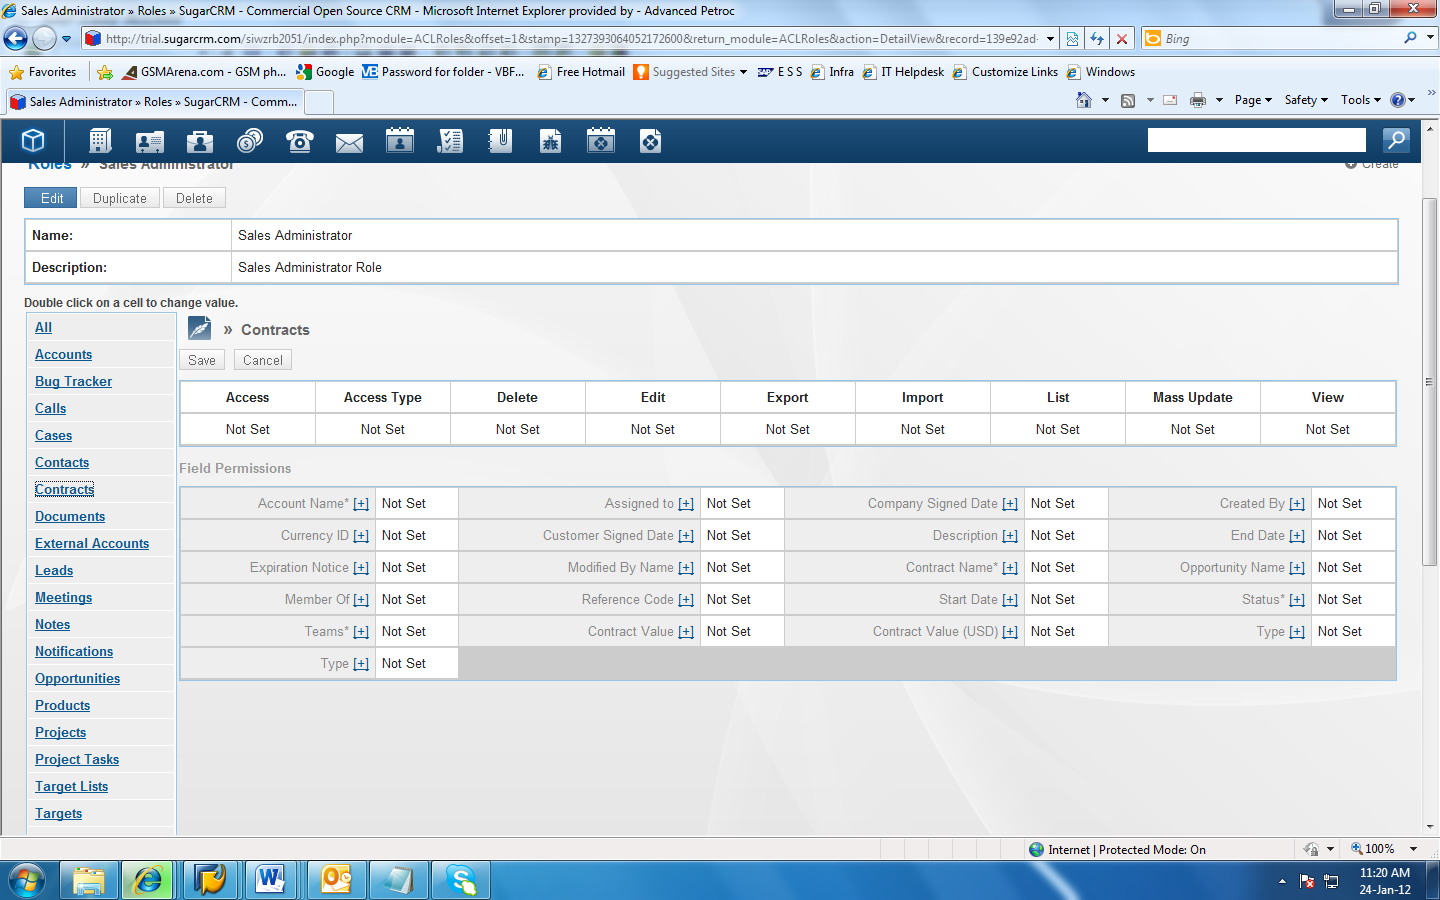 Sales Administrator » Roles » SugarCRM - Commercial Open Source CRM - Microsoft Internet Explorer provided by - Advanced Petroc
http://trial.sugarcrm.com/siwzrb2051/index.php?module=ACLRoles&offset=1&stamp=1327393064052172600&return_module=ACLRoles&action=DetailView&record=139e92ad- Bing
Favorites GSMArena.com - GSM ph... Google Password for folder - VBF... Free Hotmail Suggested Sites E S S Infra IT Helpdesk Customize Links Windows
Sales Administrator » Roles » SugarCRM - Comm... Page Safety Tools
Roles » Sales Administrator Create
Edit Duplicate Delete
Name: Sales Administrator
Description: Sales Administrator Role
Double click on a cell to change value.
All
Accounts
Bug Tracker
Calls
Cases
Contacts
Contracts
Documents
External Accounts
Leads
Meetings
Notes
Notifications
Opportunities
Products
Projects
Project Tasks
Target Lists
Targets
» Contracts
Save Cancel
Access Access Type Delete Edit Export Import List Mass Update View
Not Set Not Set Not Set Not Set Not Set Not Set Not Set Not Set Not Set
Field Permissions
Account Name* [+] Not Set Assigned to [+] Not Set Company Signed Date [+] Not Set Created By [+] Not Set
Currency ID [+] Not Set Customer Signed Date [+] Not Set Description [+] Not Set End Date [+] Not Set
Expiration Notice [+] Not Set Modified By Name [+] Not Set Contract Name* [+] Not Set Opportunity Name [+] Not Set
Member Of [+] Not Set Reference Code [+] Not Set Start Date [+] Not Set Status* [+] Not Set
Teams* [+] Not Set Contract Value [+] Not Set Contract Value (USD) [+] Not Set Type [+] Not Set
Type [+] Not Set
Internet | Protected Mode: On 100%
11:20 AM
24-Jan-12